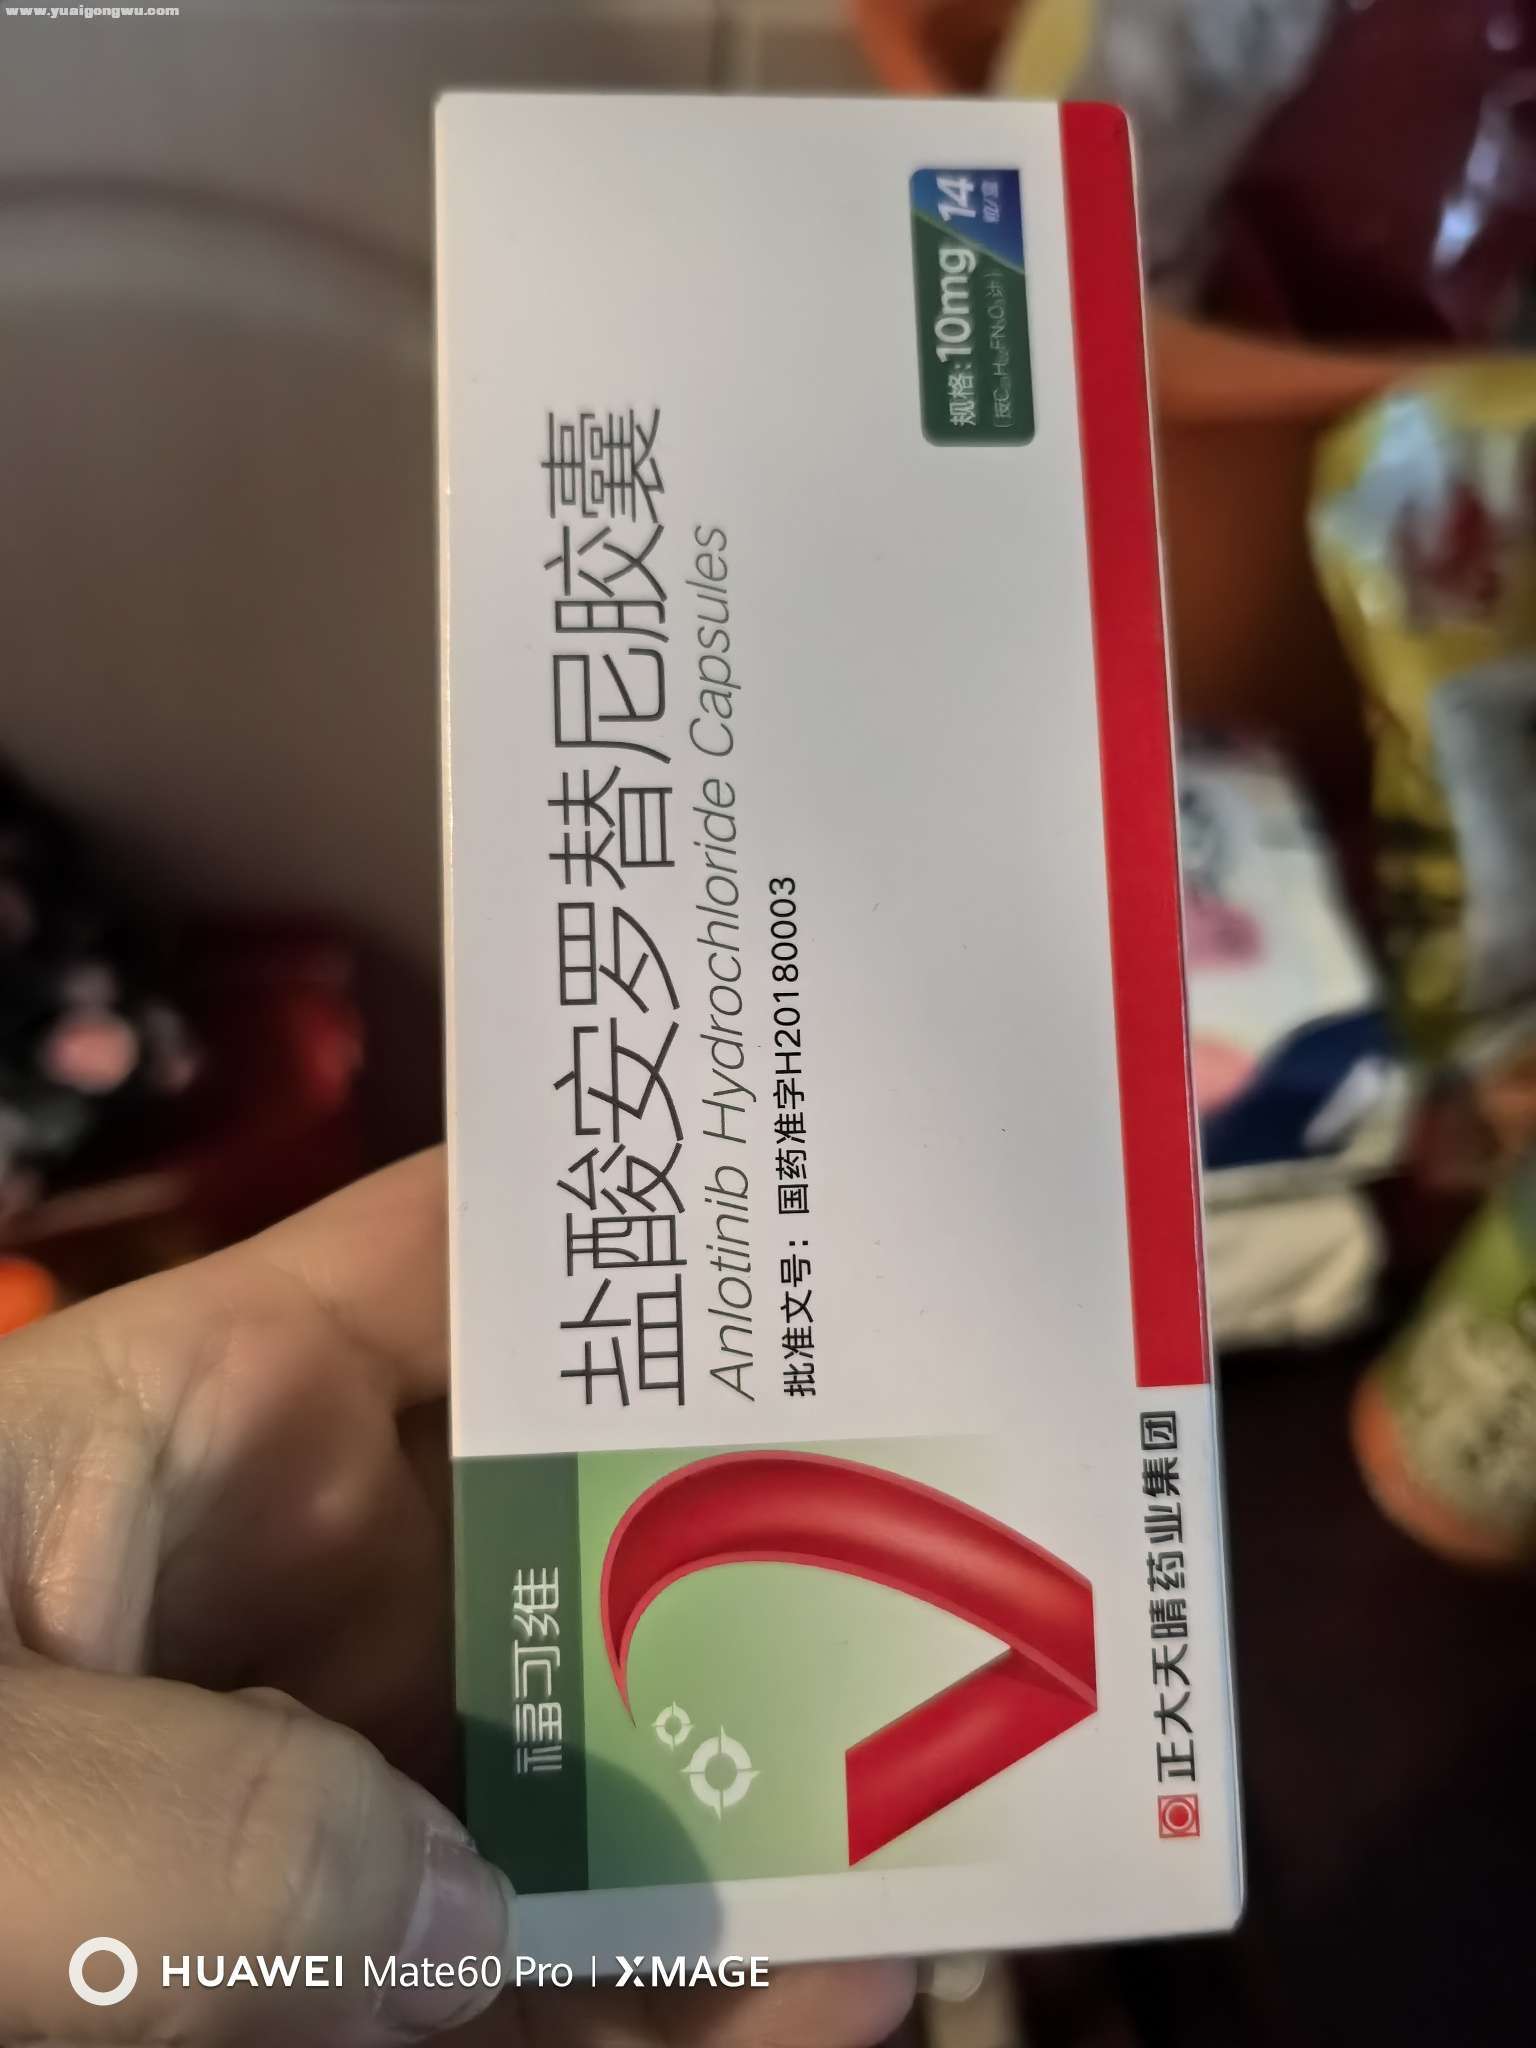 www.yuaigongwu.com
福可维
盐酸安罗替尼胶囊
Anlotinib Hydrochloride Capsules
批准文号：国药准字H20180003
规格:10mg
14
粒/盒
正大天晴药业集团
HUAWEI Mate60 Pro | XMAGE